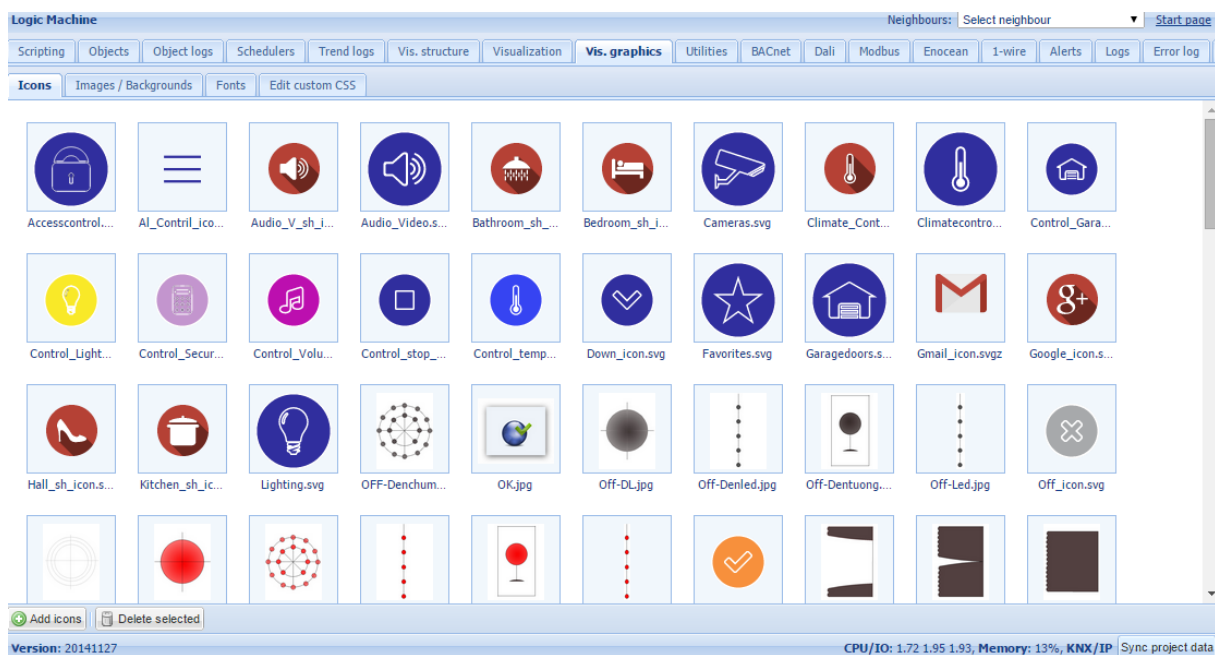 Logic Machine Neighbours: Select neighbour Start page
Scripting Objects Object logs Schedulers Trend logs Vis. structure Visualization Vis. graphics Utilities BACnet Dali Modbus Enocean 1-wire Alerts Logs Error log
Icons Images / Backgrounds Fonts Edit custom CSS
Accesscontrol.... Al_Contril_ico... Audio_V_sh_i... Audio_Video.s... Bathroom_sh_... Bedroom_sh_i... Cameras.svg Climate_Cont... Climatecontro... Control_Gara...
g+
Control_Light... Control_Secur... Control_Volu... Control_stop_... Control_temp... Down_icon.svg Favorites.svg Garagedoors.s... Gmail_icon.svgz Google_icon.s...
Hall_sh_icon.s... Kitchen_sh_ic... Lighting.svg OFF-Denchum... OK.jpg Off-DL.jpg Off-Denled.jpg Off-Dentuong.... Off-Led.jpg Off_icon.svg
Add icons Delete selected
Version: 20141127 CPU/IO: 1.72 1.95 1.93, Memory: 13%, KNX/IP Sync project data